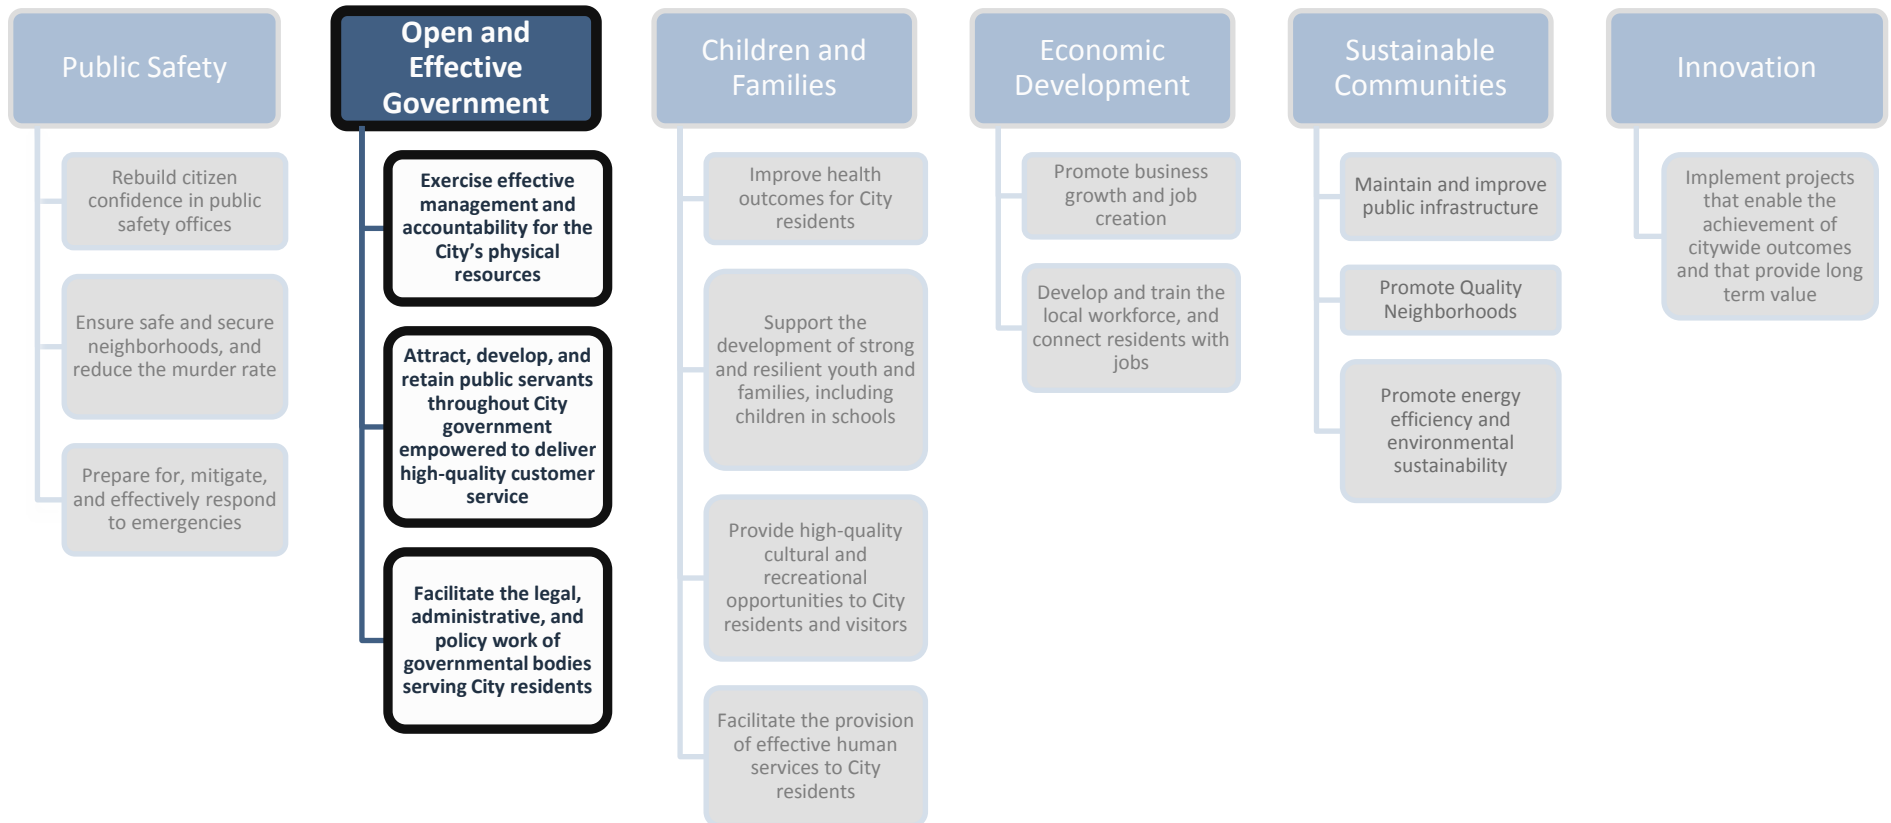 Public Safety
Rebuild citizen
confidence in public
safety offices
Ensure safe and secure
neighborhoods, and
reduce the murder rate
Prepare for, mitigate,
and effectively respond
to emergencies
Open and
Effective
Government
Exercise effective
management and
accountability for the
City’s physical
resources
Attract, develop, and
retain public servants
throughout City
government
empowered to deliver
high-quality customer
service
Facilitate the legal,
administrative, and
policy work of
governmental bodies
serving City residents
Children and
Families
Improve health
outcomes for City
residents
Support the
development of strong
and resilient youth and
families, including
children in schools
Provide high-quality
cultural and
recreational
opportunities to City
residents and visitors
Facilitate the provision
of effective human
services to City
residents
Economic
Development
Promote business
growth and job
creation
Develop and train the
local workforce, and
connect residents with
jobs
Sustainable
Communities
Maintain and improve
public infrastructure
Promote Quality
Neighborhoods
Promote energy
efficiency and
environmental
sustainability
Innovation
Implement projects
that enable the
achievement of
citywide outcomes
and that provide long
term value